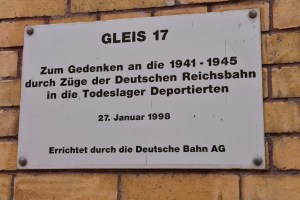 GLEIS 17
Zum Gedenken an die 1941 - 1945
durch Züge der Deutschen Reichsbahn
in die Todeslager Deportierten
27. Januar 1998
Errichtet durch die Deutsche Bahn AG